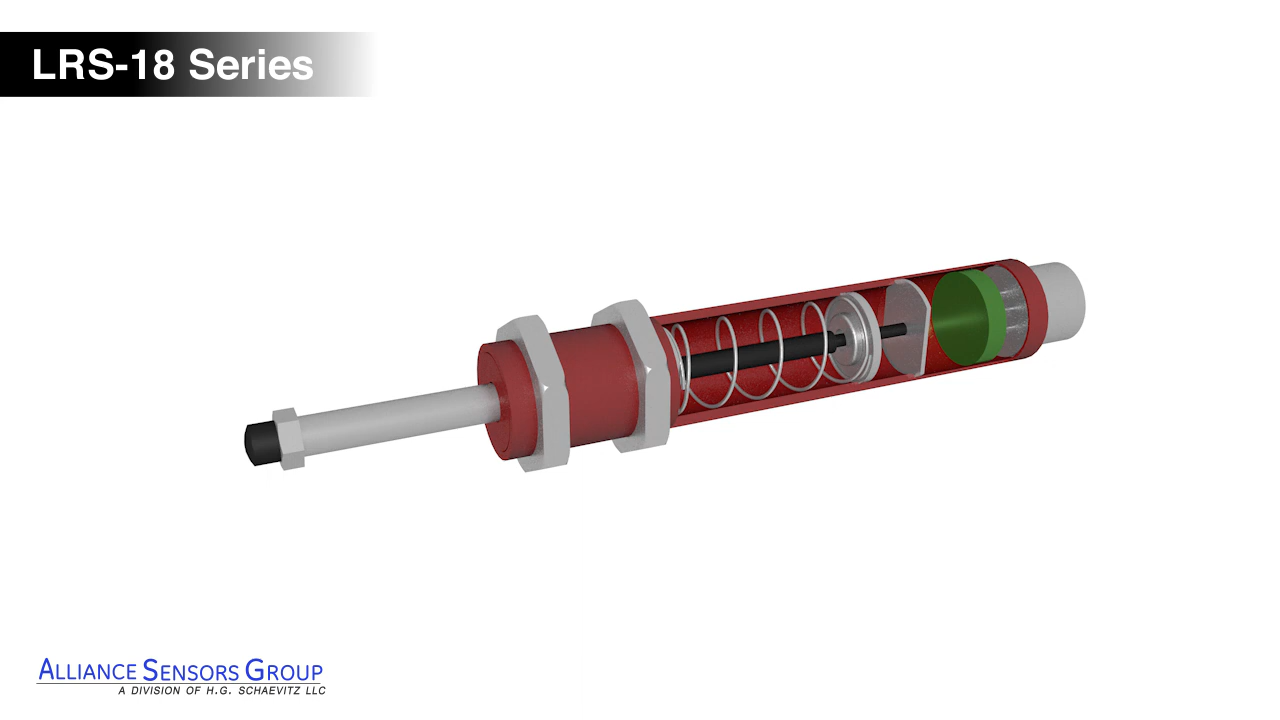 LRS-18 Series
ALLIANCE SENSORS GROUP
A DIVISION OF H.G. SCHAEVITZ LLC